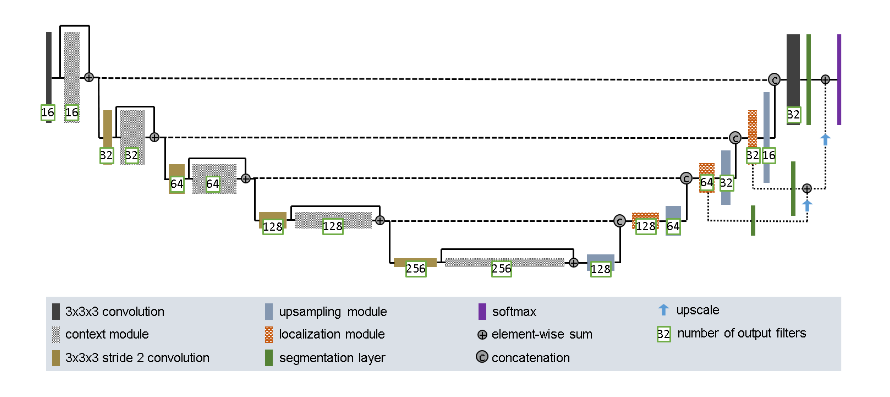 16 16
32 32
64 64
128 128
256 256 128
C
128 64
C
64 32
C
32 16
C
32
3x3x3 convolution
context module
3x3x3 stride 2 convolution
upsampling module
localization module
segmentation layer
softmax
element-wise sum
C concatenation
upscale
32 number of output filters